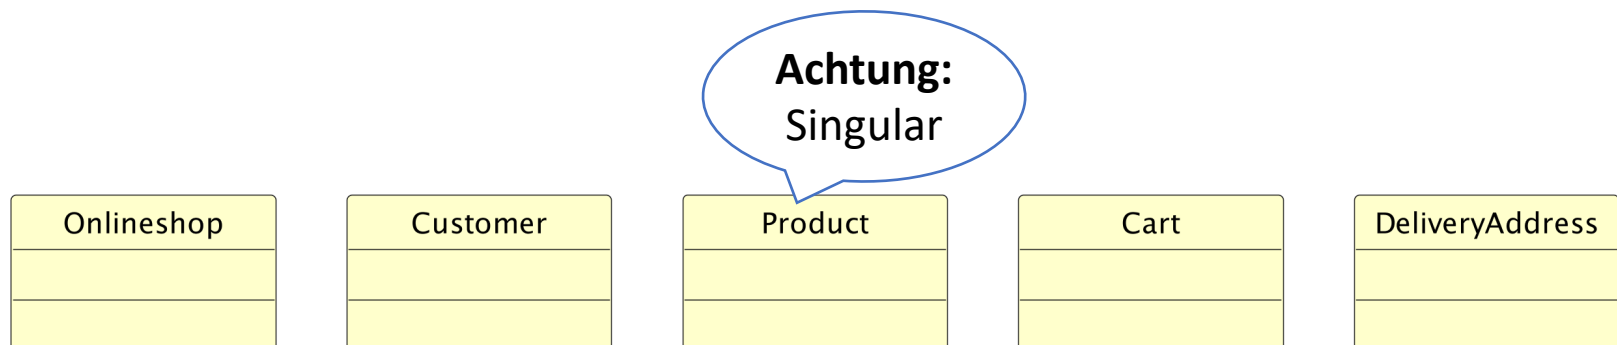 Achtung:
Singular
Onlineshop
Customer
Product
Cart
DeliveryAddress